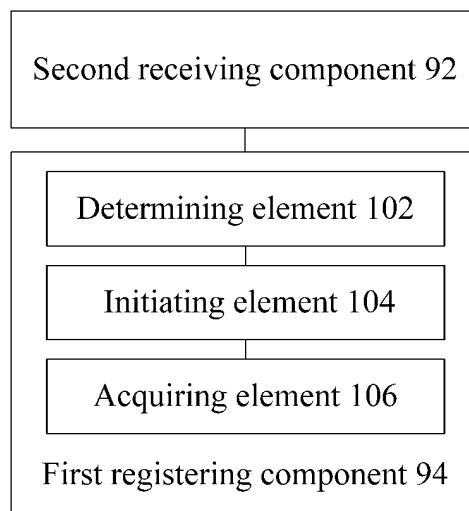 Second receiving component 92
Determining element 102
Initiating element 104
Acquiring element 106
First registering component 94